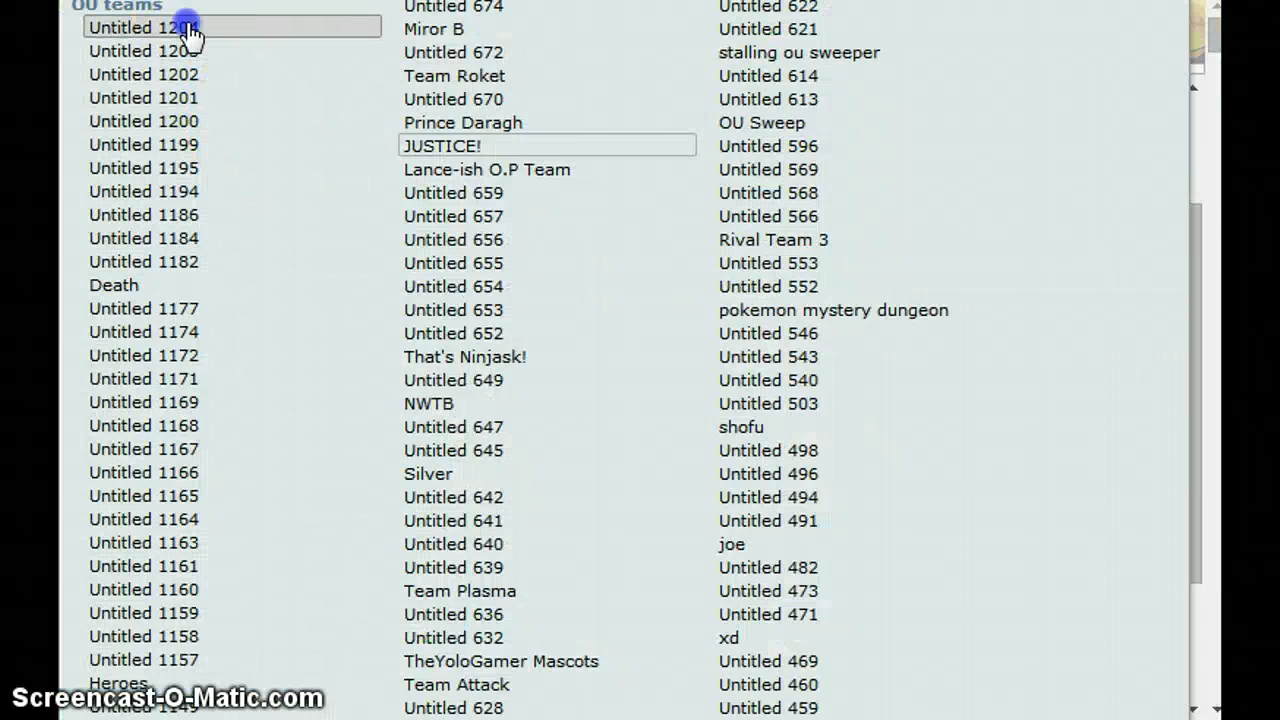 OU teams
Untitled 1204
Untitled 1203
Untitled 1202
Untitled 1201
Untitled 1200
Untitled 1199
Untitled 1195
Untitled 1194
Untitled 1186
Untitled 1184
Untitled 1182
Death
Untitled 1177
Untitled 1174
Untitled 1172
Untitled 1171
Untitled 1169
Untitled 1168
Untitled 1167
Untitled 1166
Untitled 1165
Untitled 1164
Untitled 1163
Untitled 1161
Untitled 1160
Untitled 1159
Untitled 1158
Untitled 1157
Heroes
Untitled 1149
Untitled 674
Miror B
Untitled 672
Team Roket
Untitled 670
Prince Daragh
JUSTICE!
Lance-ish O.P Team
Untitled 659
Untitled 657
Untitled 656
Untitled 655
Untitled 654
Untitled 653
Untitled 652
That's Ninjask!
Untitled 649
NWTB
Untitled 647
Untitled 645
Silver
Untitled 642
Untitled 641
Untitled 640
Untitled 639
Team Plasma
Untitled 636
Untitled 632
TheYoloGamer Mascots
Team Attack
Untitled 628
Untitled 622
Untitled 621
stalling ou sweeper
Untitled 614
Untitled 613
OU Sweep
Untitled 596
Untitled 569
Untitled 568
Untitled 566
Rival Team 3
Untitled 553
Untitled 552
pokemon mystery dungeon
Untitled 546
Untitled 543
Untitled 540
Untitled 503
shofu
Untitled 498
Untitled 496
Untitled 494
Untitled 491
joe
Untitled 482
Untitled 473
Untitled 471
xd
Untitled 469
Untitled 460
Untitled 459
Screencast-O-Matic.com